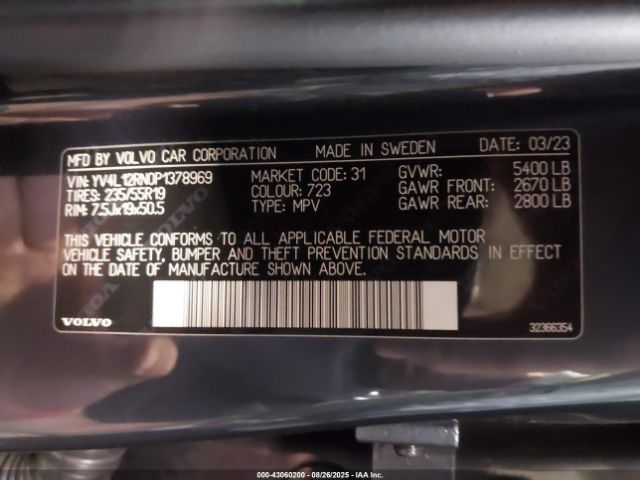 MFD BY VOLVO CAR CORPORATION MADE IN SWEDEN DATE: 03/23
VIN: YV4L12RN0P1378969 MARKET CODE: 31 GVWR: 5400 LB
TIRES: 235/55R19 COLOUR: 723 GAWR FRONT: 2670 LB
RIM: 7.5Jx19x50.5 TYPE: MPV GAWR REAR: 2800 LB
THIS VEHICLE CONFORMS TO ALL APPLICABLE FEDERAL MOTOR
VEHICLE SAFETY, BUMPER AND THEFT PREVENTION STANDARDS IN EFFECT
ON THE DATE OF MANUFACTURE SHOWN ABOVE.
VOLVO 32366354
000-43060200 - 08/26/2025 - IAA Inc.